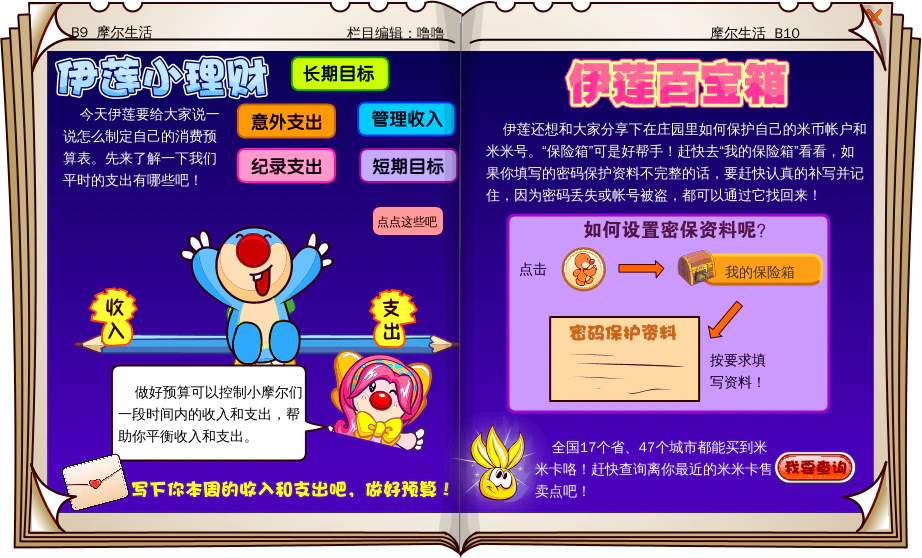 B9 摩尔生活
栏目编辑：噜噜
伊莲小理财
长期目标
今天伊莲要给大家说一
说怎么制定自己的消费预
算表。先来了解一下我们
平时的支出有哪些吧！
意外支出
管理收入
纪录支出
短期目标
点点这些吧
收入
支出
做好预算可以控制小摩尔们
一段时间内的收入和支出，帮
助你平衡收入和支出。
写下你本周的收入和支出吧，做好预算！
摩尔生活 B10
伊莲百宝箱
伊莲还想和大家分享下在庄园里如何保护自己的米币帐户和
米米号。“保险箱”可是好帮手！赶快去“我的保险箱”看看，如
果你填写的密码保护资料不完整的话，要赶快认真的补写并记
住，因为密码丢失或帐号被盗，都可以通过它找回来！
如何设置密保资料呢？
点击
我的保险箱
密码保护资料
按要求填
写资料！
全国17个省、47个城市都能买到米
米卡咯！赶快查询离你最近的米米卡售
卖点吧！
我要查询